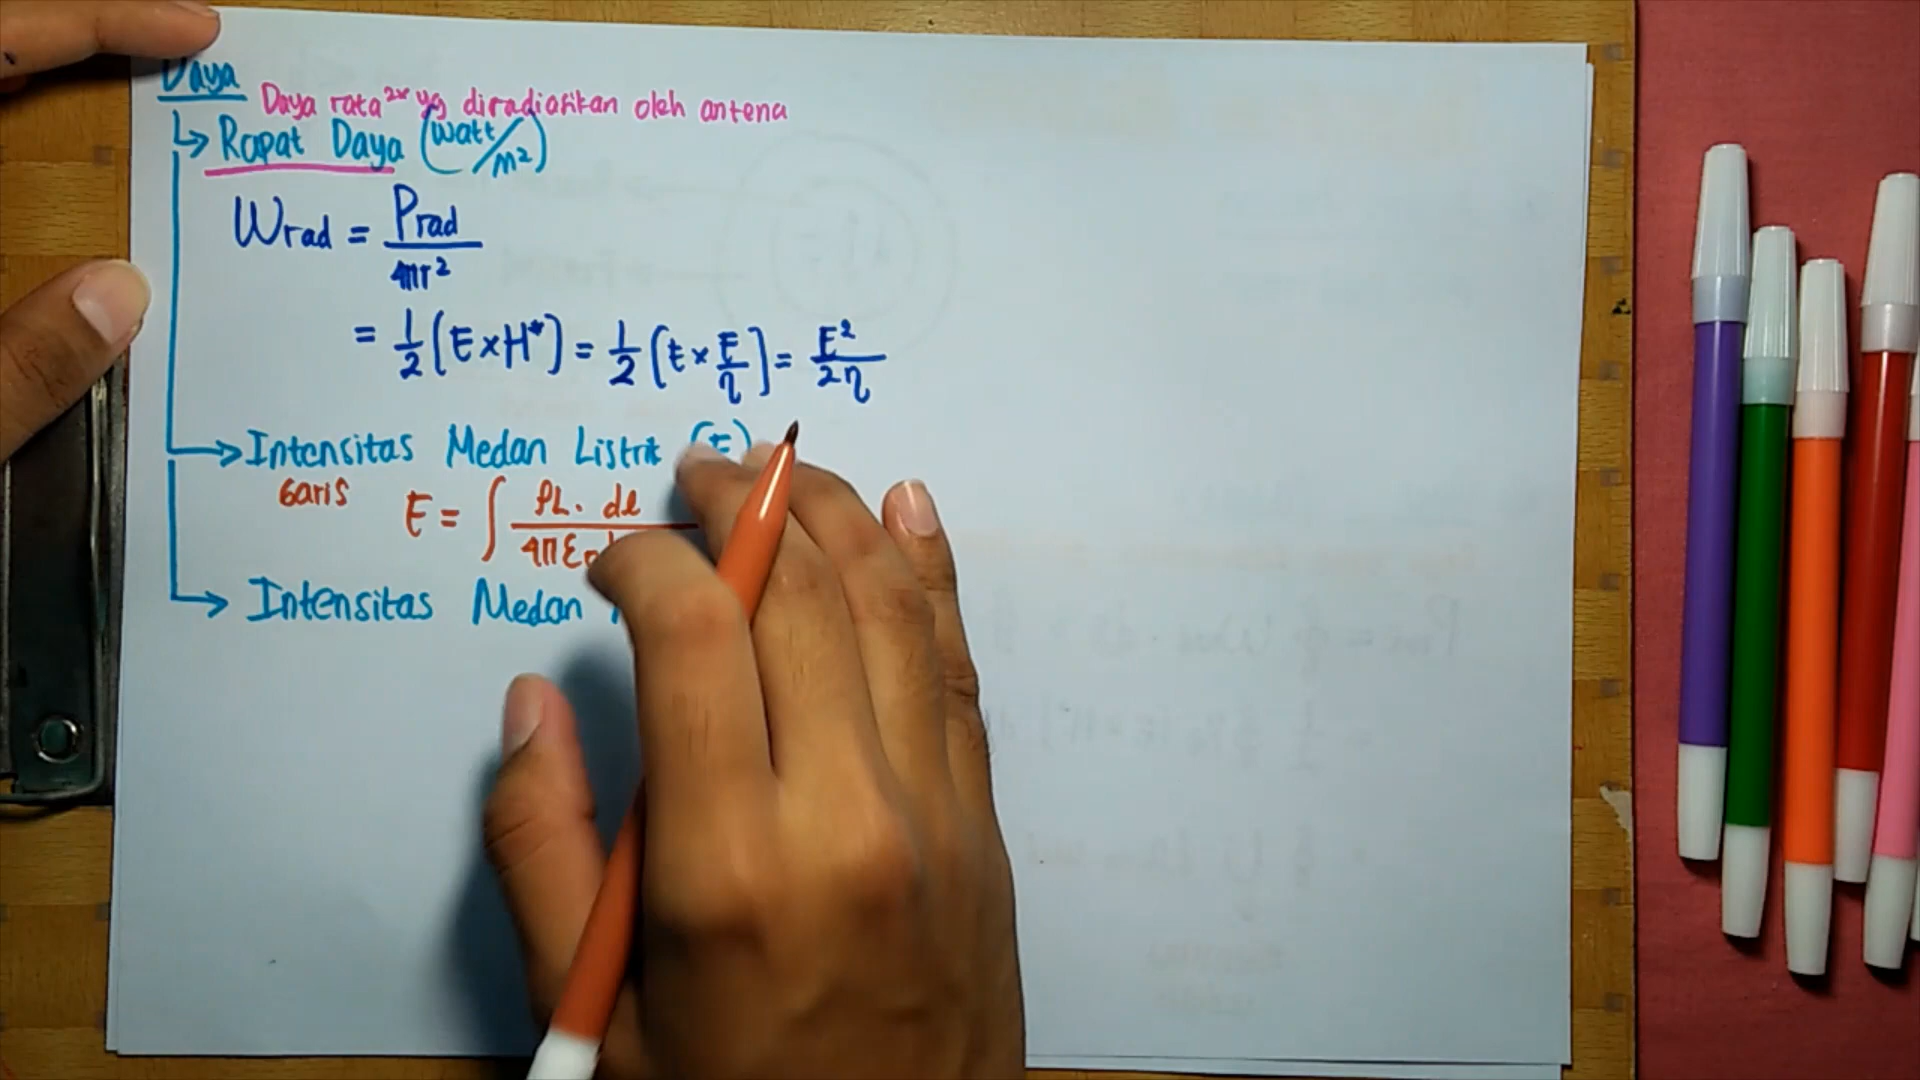 Daya
Daya rata2x yg diradiasikan oleh antena
↳ Rapat Daya (Watt/m²)
Wrad = Prad / 4πr²
= 1/2 (E×H*) = 1/2 (E × E/η) = E²/2η
→ Intensitas Medan Listrik (E)
Garis E = ∫ ρL. dl / 4πε
→ Intensitas Medan